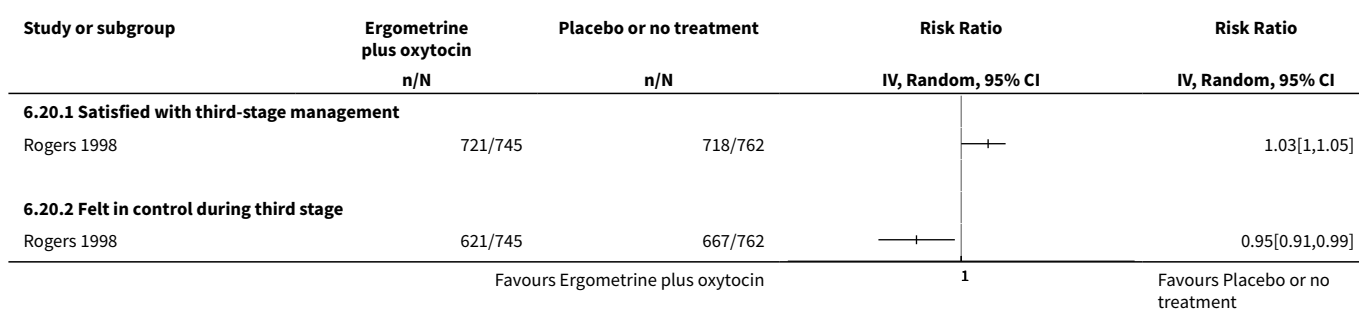 Study or subgroup Ergometrine plus oxytocin Placebo or no treatment Risk Ratio Risk Ratio
n/N n/N IV, Random, 95% CI IV, Random, 95% CI
6.20.1 Satisfied with third-stage management
Rogers 1998 721/745 718/762 1.03[1,1.05]
6.20.2 Felt in control during third stage
Rogers 1998 621/745 667/762 0.95[0.91,0.99]
Favours Ergometrine plus oxytocin 1 Favours Placebo or no treatment